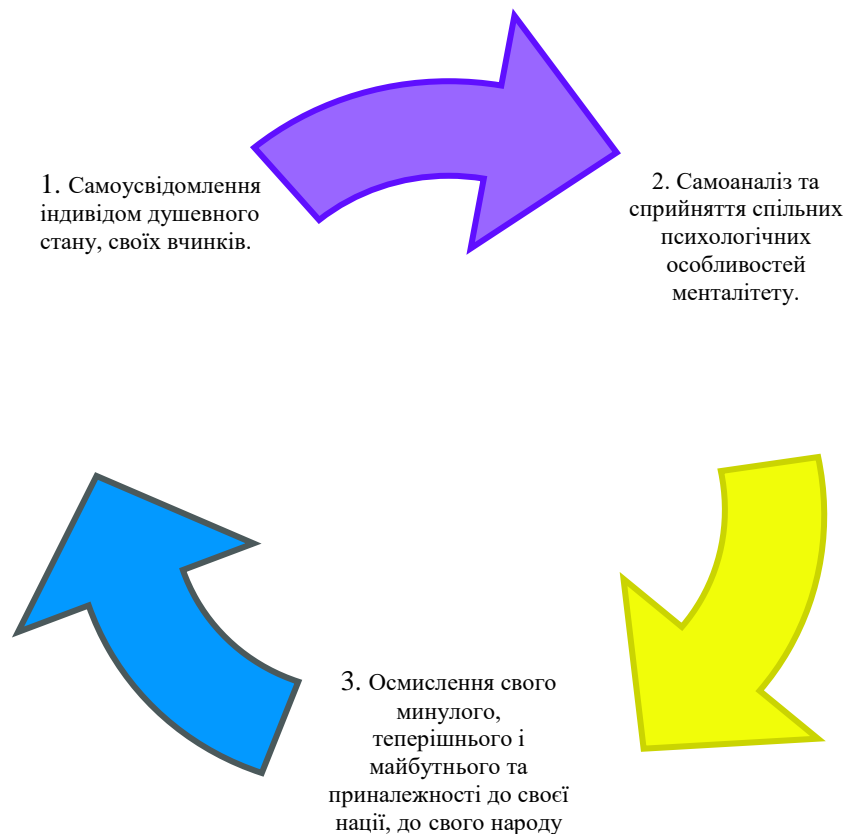 1. Самоусвідомлення
індивідом душевного
стану, своїх вчинків.
2. Самоаналіз та
сприйняття спільних
психологічних
особливостей
менталітету.
3. Осмислення свого
минулого,
теперішнього і
майбутнього та
приналежності до своєї
нації, до свого народу